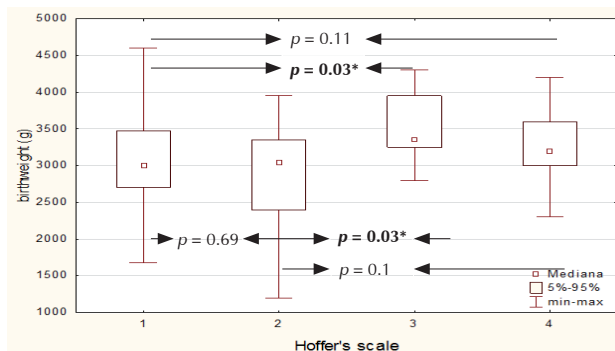 5000
4500
4000
3500
3000
2500
2000
1500
1000
birthweight (g)
p = 0.11
p = 0.03*
p = 0.69
p = 0.03*
p = 0.1
Mediana
5%-95%
min-max
1 2 3 4
Hoffer's scale